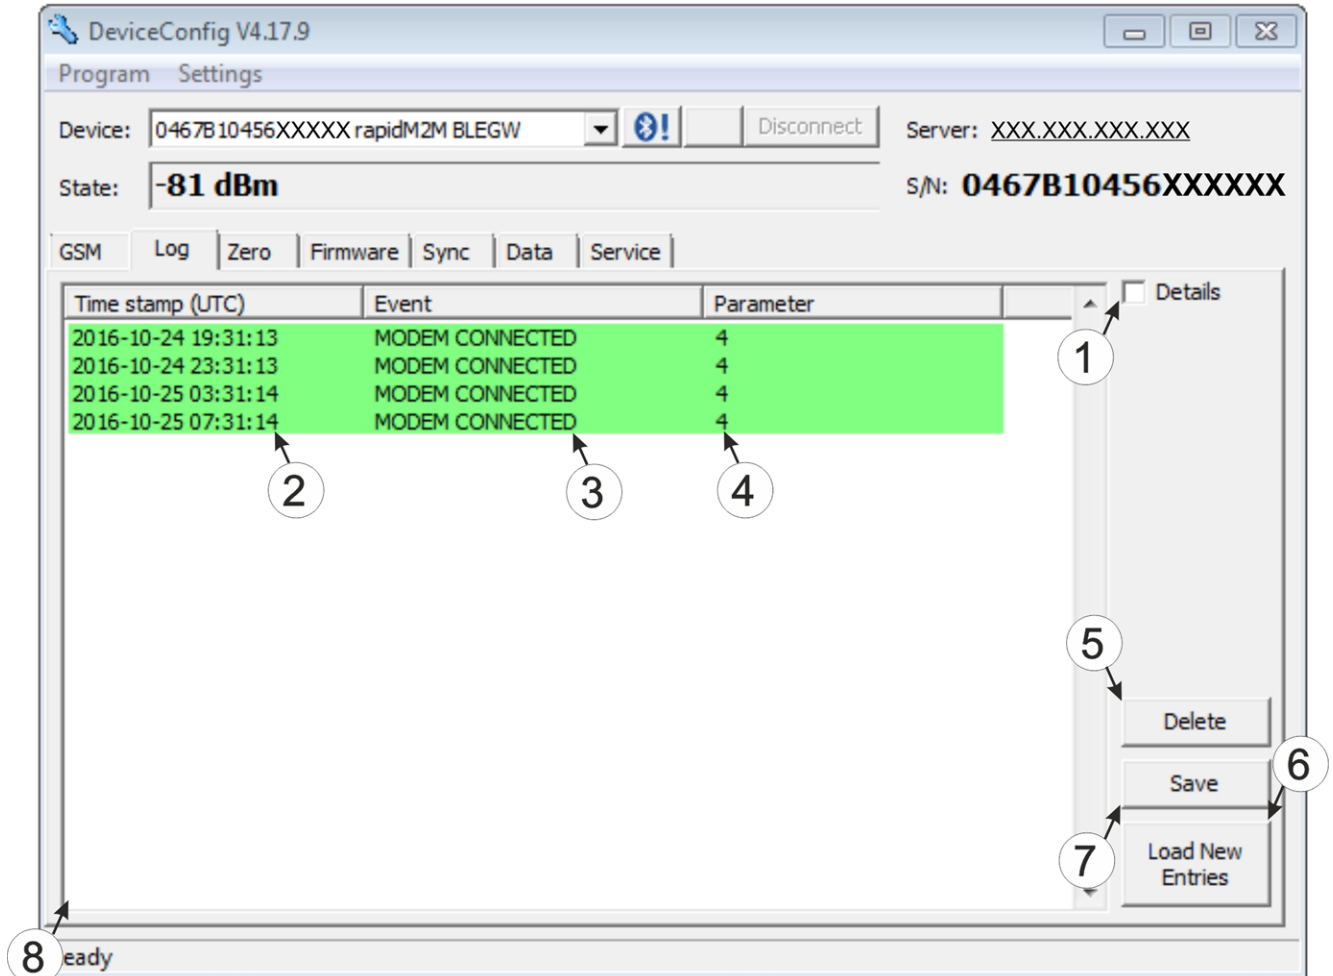 DeviceConfig V4.17.9
Program Settings
Device: 0467B10456XXXXX rapidM2M BLEGW ! Disconnect Server: XXX.XXX.XXX.XXX
State: -81 dBm S/N: 0467B10456XXXXXX
GSM Log Zero Firmware Sync Data Service
Time stamp (UTC) Event Parameter Details
2016-10-24 19:31:13 MODEM CONNECTED 4
2016-10-24 23:31:13 MODEM CONNECTED 4
2016-10-25 03:31:14 MODEM CONNECTED 4
2016-10-25 07:31:14 MODEM CONNECTED 4
1
2 3 4
5
Delete
6
Save
7
Load New
Entries
8 eady